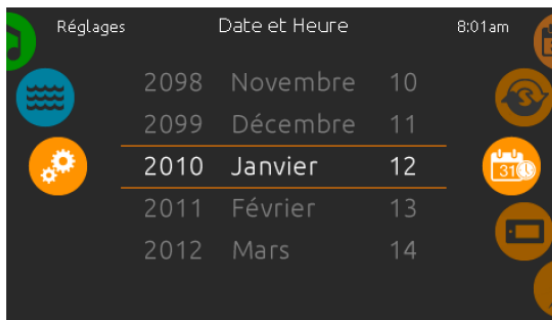 Réglages Date et Heure 8:01am
2098 Novembre 10
2099 Décembre 11
2010 Janvier 12
31
2011 Février 13
2012 Mars 14